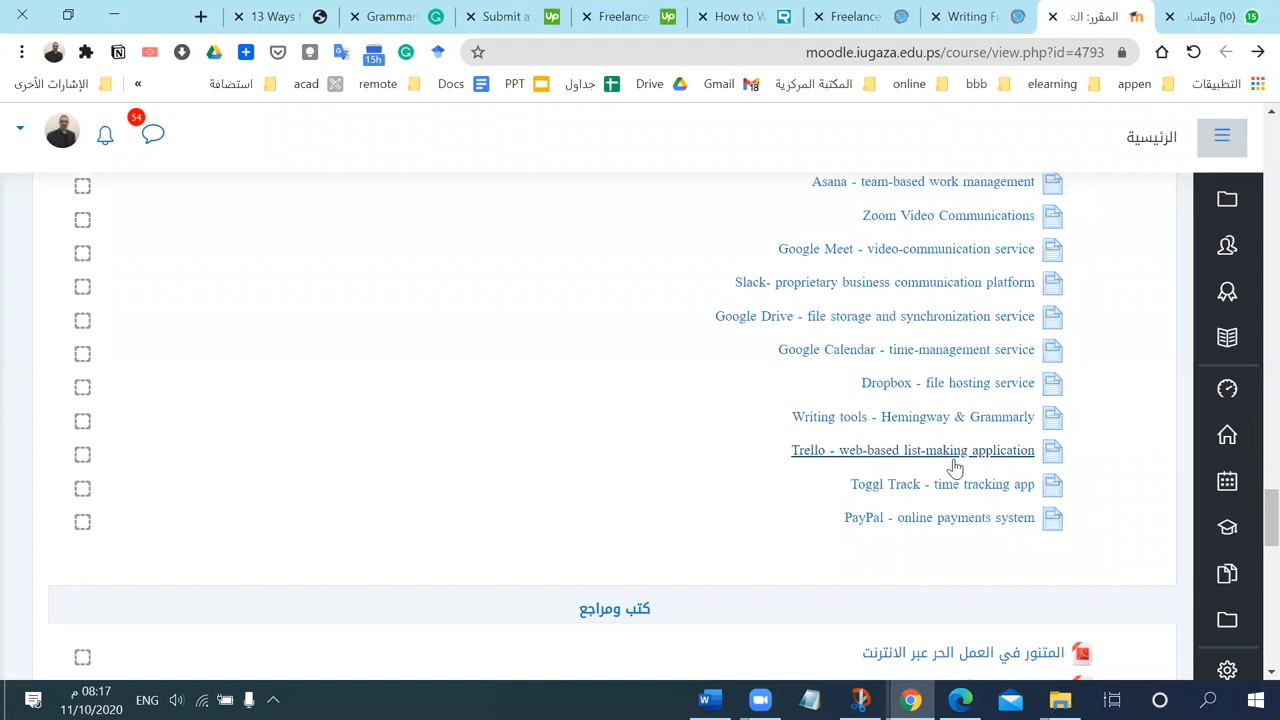 13 Ways t
Grammar
Submit a
Freelance
How to W
Freelance
Writing F
المقرر: الع
(10) واتساب
15
15h
moodle.iugaza.edu.ps/course/view.php?id=4793
التطبيقات
appen
elearning
bbb
online
المكتبة المركزية
Gmail
Drive
جداول
PPT
Docs
remote
acad
استضافة
»
الإشارات الأخرى
54
الرئيسية
Asana - team-based work management
Zoom Video Communications
Google Meet - video-communication service
Slack- proprietary business communication platform
Google Drive - file storage and synchronization service
Google Calendar - time-management service
Dropbox - file hosting service
Writing tools - Hemingway & Grammarly
Trello - web-based list-making application
Toggl Track - time tracking app
PayPal - online payments system
كتب ومراجع
المتنور في العمل الحر عبر الانترنت
ENG
08:17 م
11/10/2020